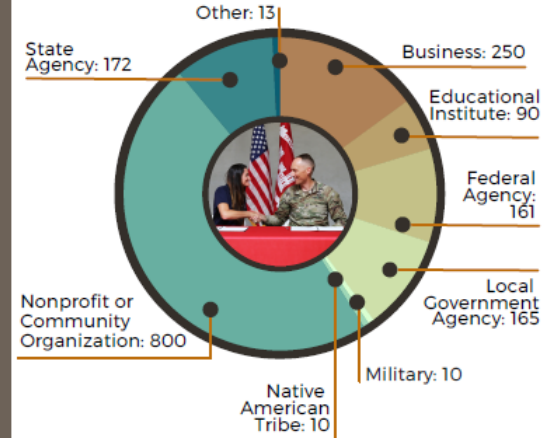 Other: 13
State
Agency: 172
Business: 250
Educational
Institute: 90
Federal
Agency:
161
Local
Government
Agency: 165
Nonprofit or
Community
Organization: 800
Military: 10
Native
American
Tribe: 10